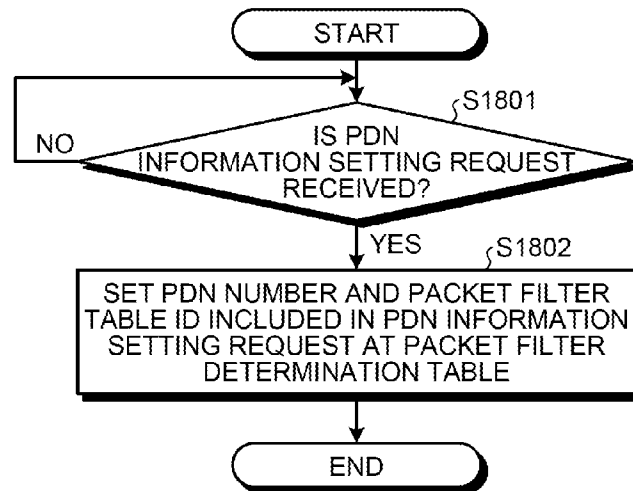 START
S1801
NO
IS PDN
INFORMATION SETTING REQUEST
RECEIVED?
YES
S1802
SET PDN NUMBER AND PACKET FILTER
TABLE ID INCLUDED IN PDN INFORMATION
SETTING REQUEST AT PACKET FILTER
DETERMINATION TABLE
END